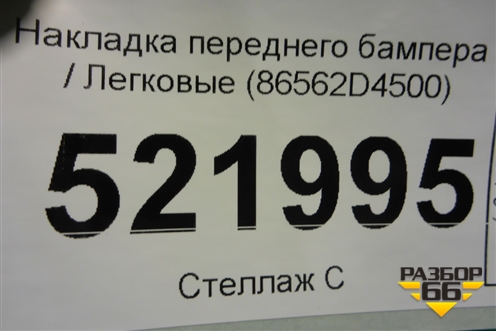 Накладка переднего бампера
/ Легковые (86562D4500)
521995
Стеллаж С
РАЗБОР
66